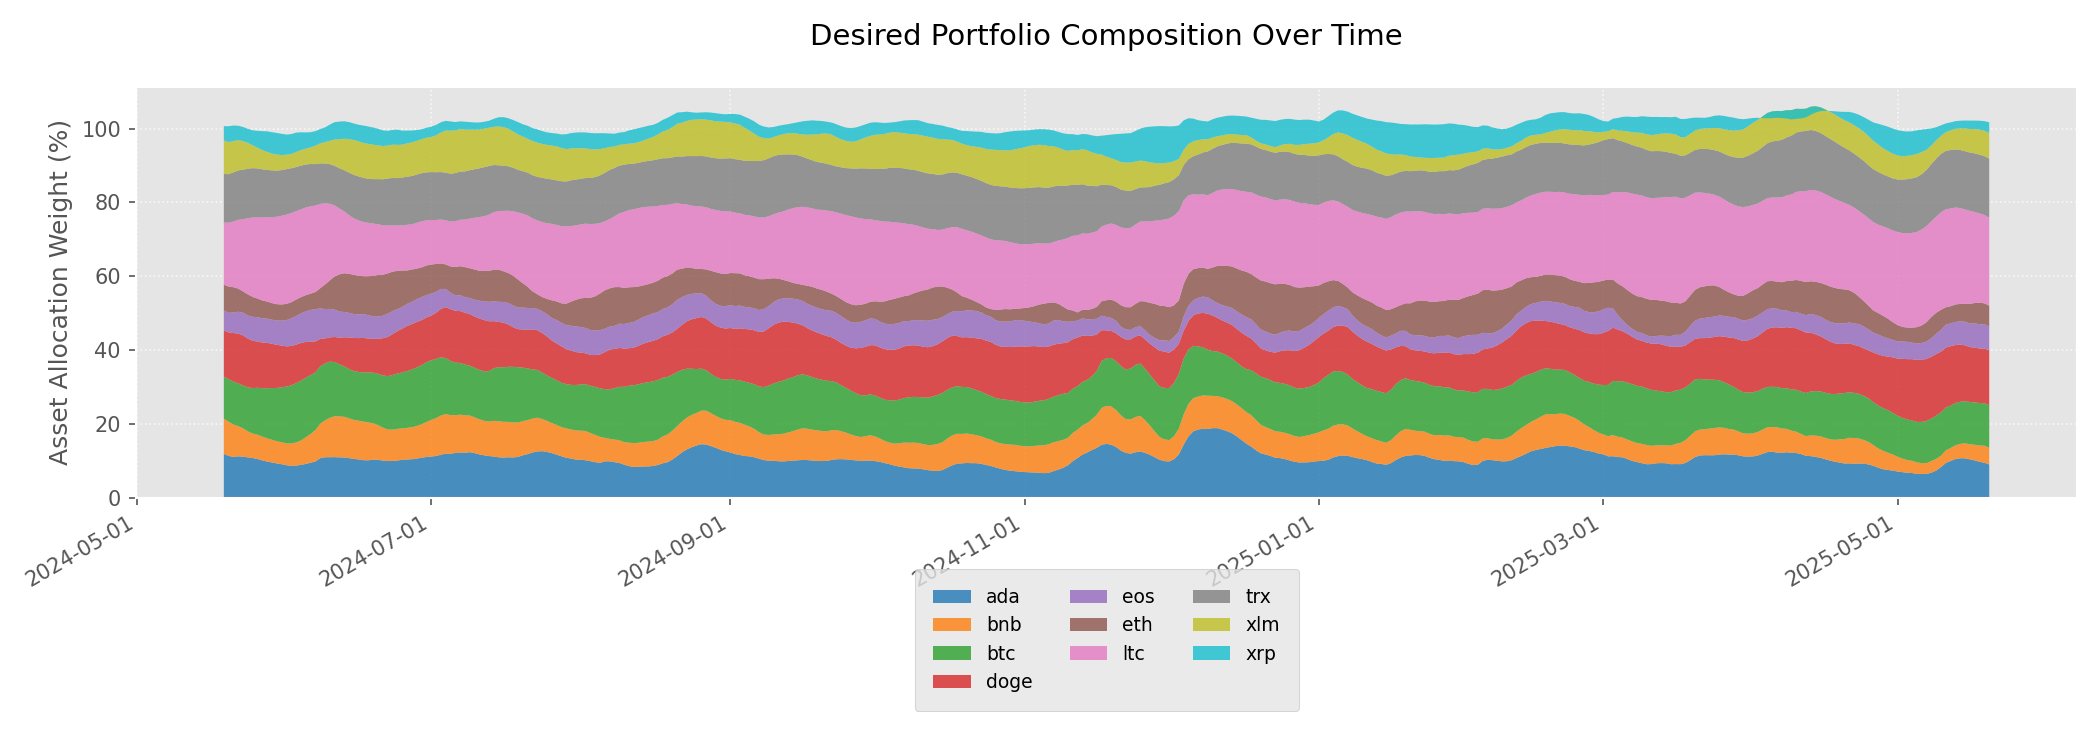 Desired Portfolio Composition Over Time
Asset Allocation Weight (%)
100
80
60
40
20
0
2024-05-01
2024-07-01
2024-09-01
2024-11-01
2025-01-01
2025-03-01
2025-05-01
ada
bnb
btc
doge
eos
eth
ltc
trx
xlm
xrp